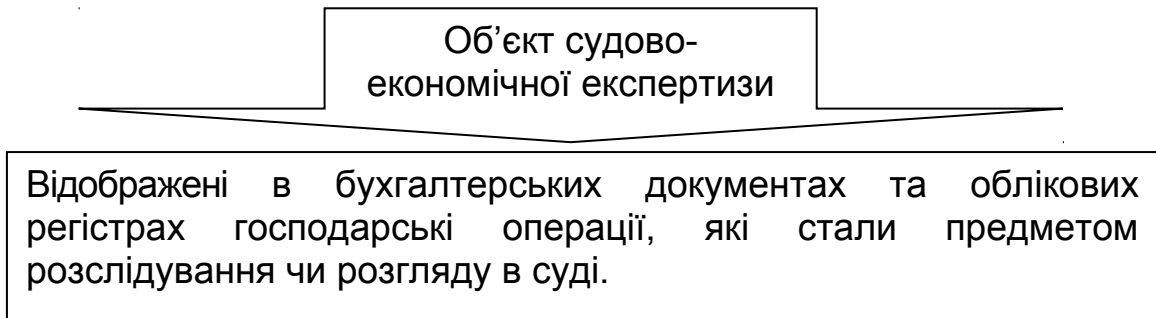 Об’єкт судово-
економічної експертизи
Відображені в бухгалтерських документах та облікових
регістрах господарські операції, які стали предметом
розслідування чи розгляду в суді.